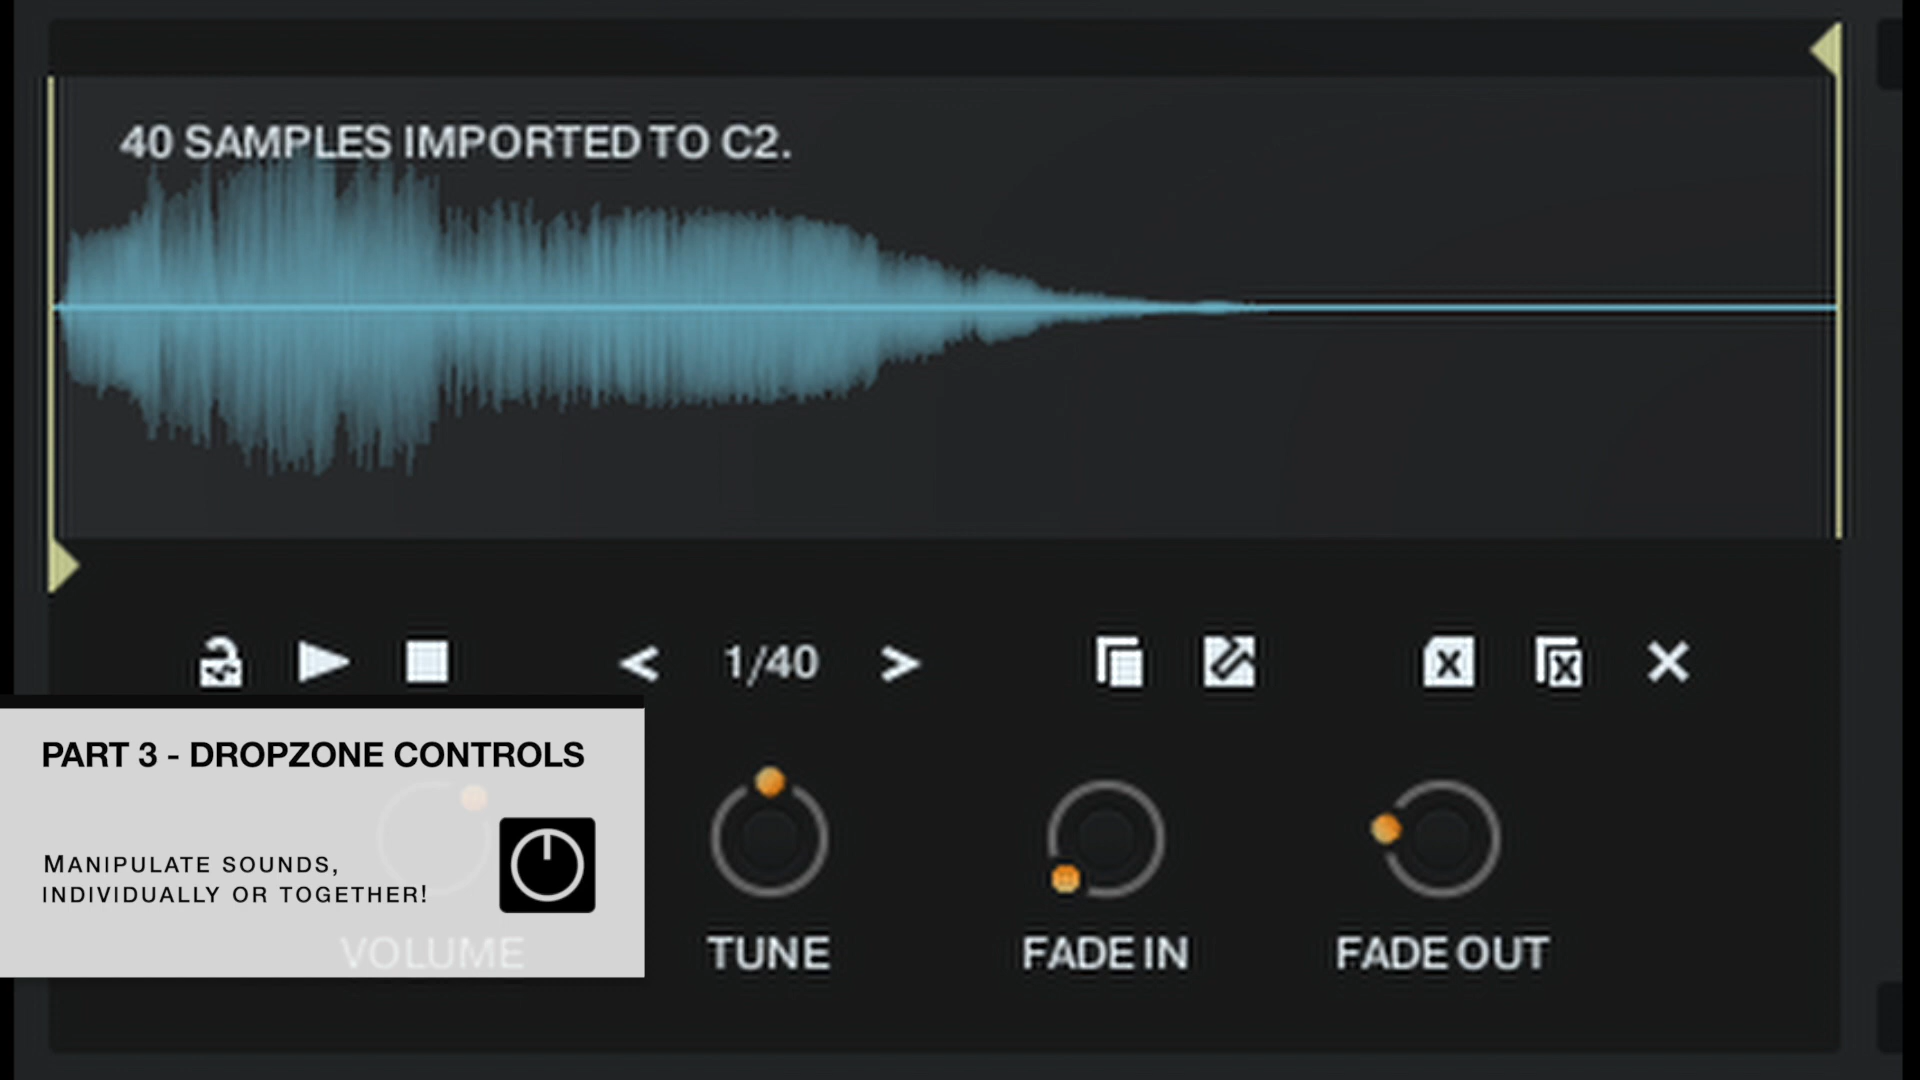 40 SAMPLES IMPORTED TO C2.
< 1/40 >
PART 3 - DROPZONE CONTROLS
MANIPULATE SOUNDS,
INDIVIDUALLY OR TOGETHER!
VOLUME TUNE FADE IN FADE OUT